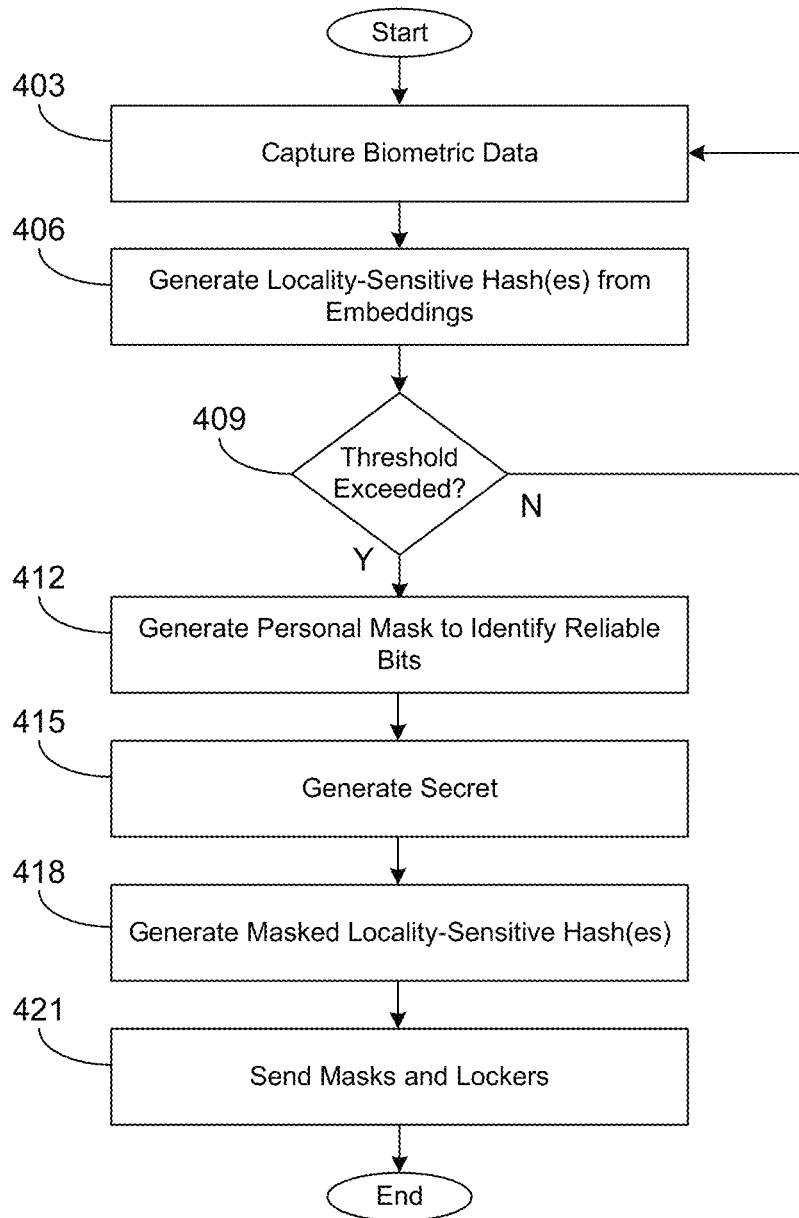 Start
403
Capture Biometric Data
406
Generate Locality-Sensitive Hash(es) from
Embeddings
409
Threshold
Exceeded?
N
Y
412
Generate Personal Mask to Identify Reliable
Bits
415
Generate Secret
418
Generate Masked Locality-Sensitive Hash(es)
421
Send Masks and Lockers
End